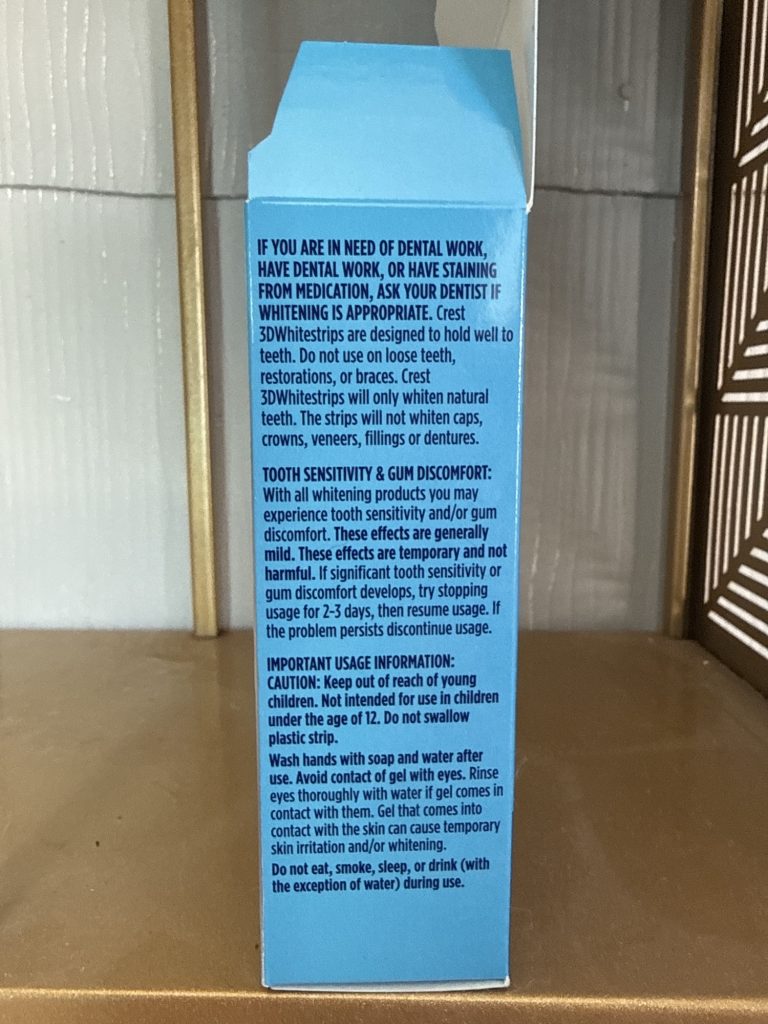 IF YOU ARE IN NEED OF DENTAL WORK,
HAVE DENTAL WORK, OR HAVE STAINING
FROM MEDICATION, ASK YOUR DENTIST IF
WHITENING IS APPROPRIATE. Crest
3DWhitestrips are designed to hold well to
teeth. Do not use on loose teeth,
restorations, or braces. Crest
3DWhitestrips will only whiten natural
teeth. The strips will not whiten caps,
crowns, veneers, fillings or dentures.
TOOTH SENSITIVITY & GUM DISCOMFORT:
With all whitening products you may
experience tooth sensitivity and/or gum
discomfort. These effects are generally
mild. These effects are temporary and not
harmful. If significant tooth sensitivity or
gum discomfort develops, try stopping
usage for 2-3 days, then resume usage. If
the problem persists discontinue usage.
IMPORTANT USAGE INFORMATION:
CAUTION: Keep out of reach of young
children. Not intended for use in children
under the age of 12. Do not swallow
plastic strip.
Wash hands with soap and water after
use. Avoid contact of gel with eyes. Rinse
eyes thoroughly with water if gel comes in
contact with them. Gel that comes into
contact with the skin can cause temporary
skin irritation and/or whitening.
Do not eat, smoke, sleep, or drink (with
the exception of water) during use.